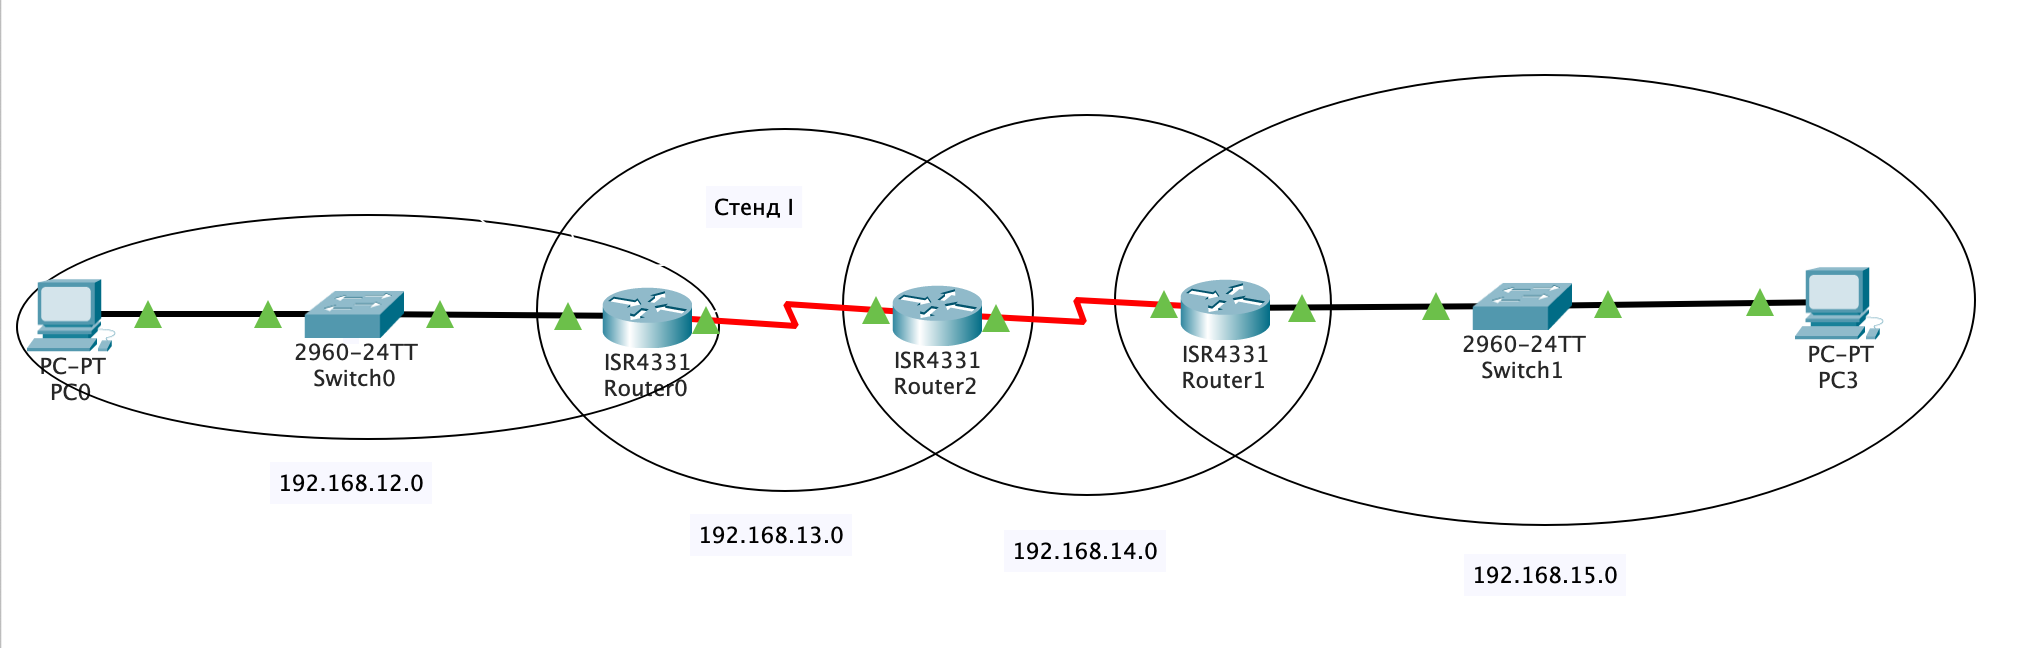 Стенд I
PC-PT
PC0
2960-24TT
Switch0
ISR4331
Router0
ISR4331
Router2
ISR4331
Router1
2960-24TT
Switch1
PC-PT
PC3
192.168.12.0
192.168.13.0
192.168.14.0
192.168.15.0